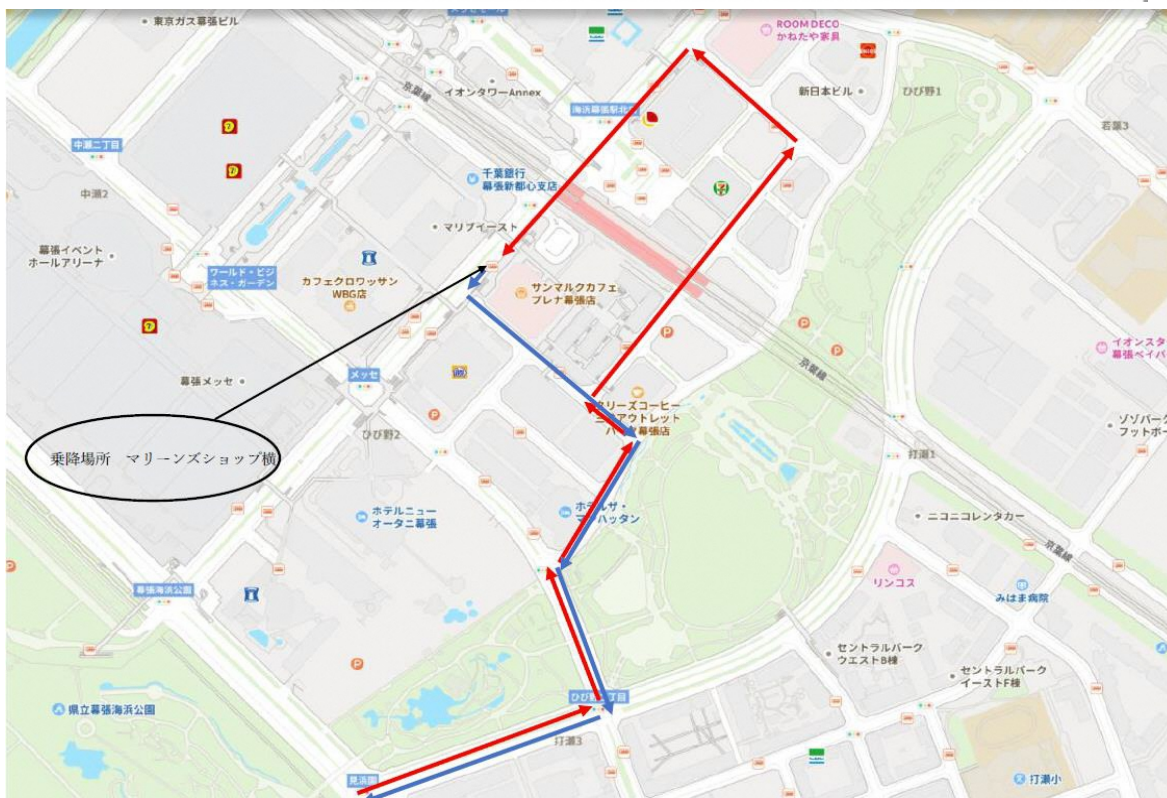 東京ガス幕張ビル
ROOM DECO
かねたや家具
イオンタワーAnnex
京葉線
新日本ビル
ひび野1
若葉3
中瀬二丁目
千葉銀行
幕張新都心支店
中瀬2
マリブイースト
幕張イベント
ホールアリーナ
ワールド・ビジ
ネス・ガーデン
カフェクロワッサン
WBG店
サンマルクカフェ
プレナ幕張店
京葉線
イオンスタ
幕張ベイパ
幕張メッセ
メッセ
ひび野2
乗降場所 マリーンズショップ横
ゾゾパーク
フットボー
打瀬1
ホテルニュー
オータニ幕張
ニコニコレンタカー
京葉線
リンコス
みはま病院
幕張海浜公園
セントラルパーク
ウエストB棟
セントラルパーク
イーストF棟
県立幕張海浜公園
打瀬3
見浜園
打瀬小